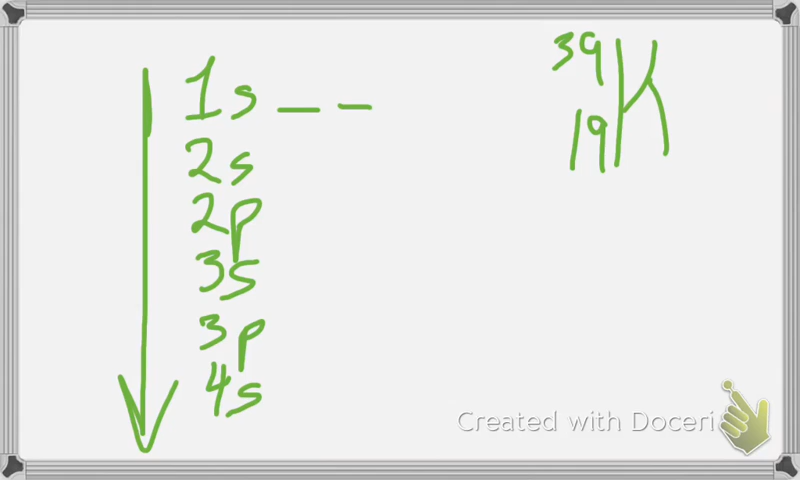 1s _ _
2s
2p
3s
3p
4s
39
19 K
Created with Doceri